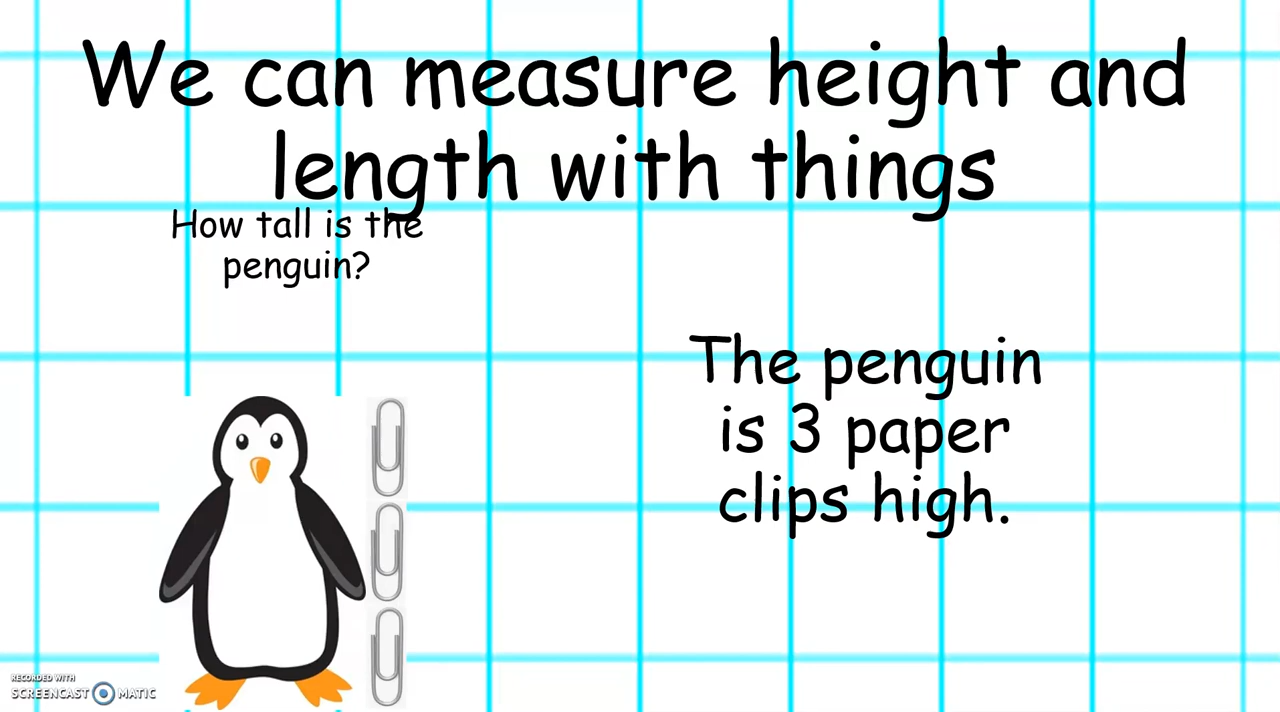 We can measure height and
length with things
How tall is the
penguin?
The penguin
is 3 paper
clips high.
RECORDED WITH
SCREENCAST MATIC